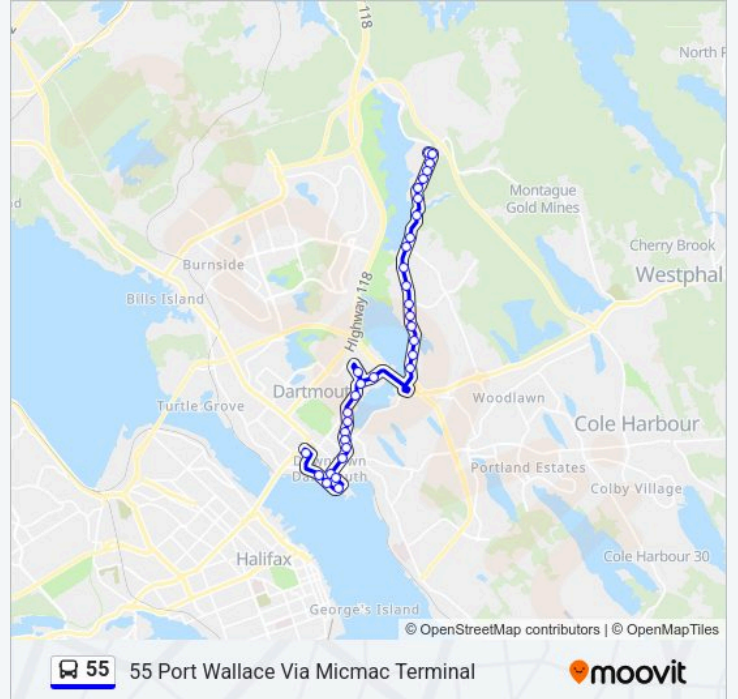 118
North
Montague
Gold Mines
Cherry Brook
Westphal
Burnside
Bills Island
Highway 118
Dartmouth
Turtle Grove
Woodlawn
Cole Harbour
Downtown
Dartmouth
Portland Estates
Colby Village
Halifax
Cole Harbour 30
George's Island
© OpenStreetMap contributors | © OpenMapTiles
55 55 Port Wallace Via Micmac Terminal moovit